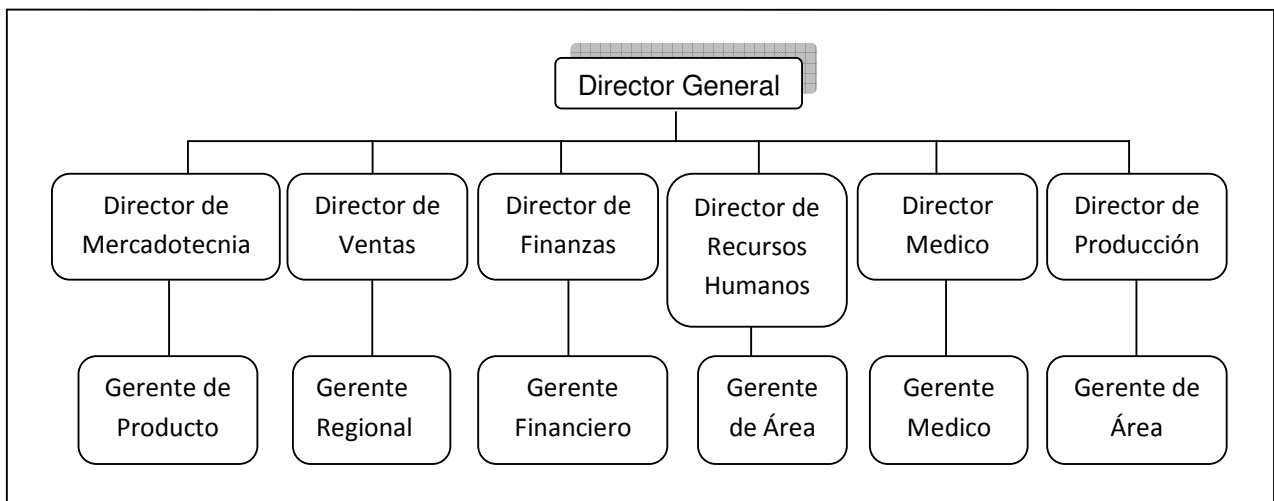 Director General
Director de
Mercadotecnia
Director de
Ventas
Director de
Finanzas
Director de
Recursos
Humanos
Director
Medico
Director de
Producción
Gerente de
Producto
Gerente
Regional
Gerente
Financiero
Gerente
de Área
Gerente
Medico
Gerente de
Área